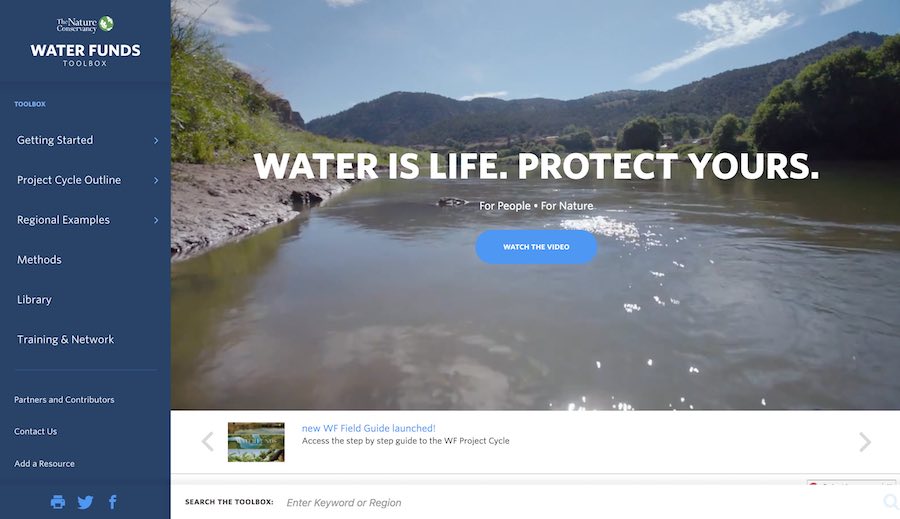 The Nature
Conservancy
WATER FUNDS
TOOLBOX
TOOLBOX
Getting Started
Project Cycle Outline
Regional Examples
Methods
Library
Training & Network
Partners and Contributors
Contact Us
Add a Resource
WATER IS LIFE. PROTECT YOURS.
For People • For Nature
WATCH THE VIDEO
WATER FUNDS
new WF Field Guide launched!
Access the step by step guide to the WF Project Cycle
SEARCH THE TOOLBOX: Enter Keyword or Region